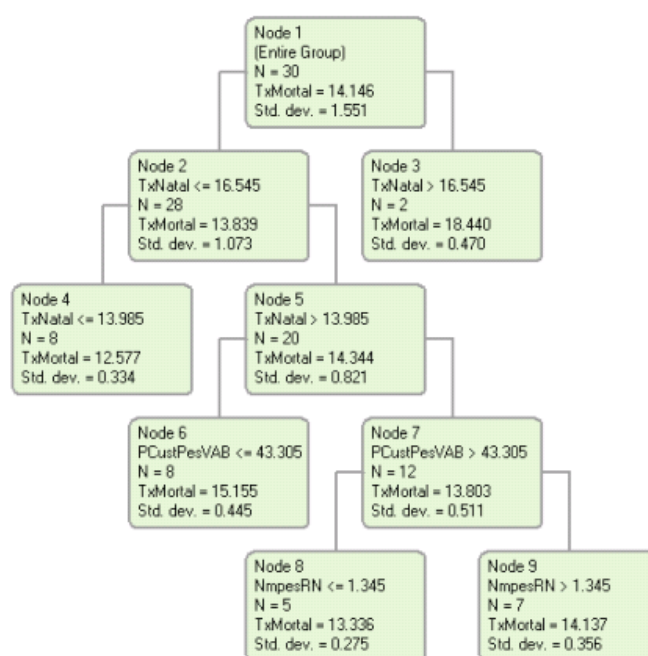 Node 1
(Entire Group)
N = 30
TxMortal = 14.146
Std. dev. = 1.551
Node 2
TxNatal <= 16.545
N = 28
TxMortal = 13.839
Std. dev. = 1.073
Node 3
TxNatal > 16.545
N = 2
TxMortal = 18.440
Std. dev. = 0.470
Node 4
TxNatal <= 13.985
N = 8
TxMortal = 12.577
Std. dev. = 0.334
Node 5
TxNatal > 13.985
N = 20
TxMortal = 14.344
Std. dev. = 0.821
Node 6
PCustPesVAB <= 43.305
N = 8
TxMortal = 15.155
Std. dev. = 0.445
Node 7
PCustPesVAB > 43.305
N = 12
TxMortal = 13.803
Std. dev. = 0.511
Node 8
NmpesRN <= 1.345
N = 5
TxMortal = 13.336
Std. dev. = 0.275
Node 9
NmpesRN > 1.345
N = 7
TxMortal = 14.137
Std. dev. = 0.356